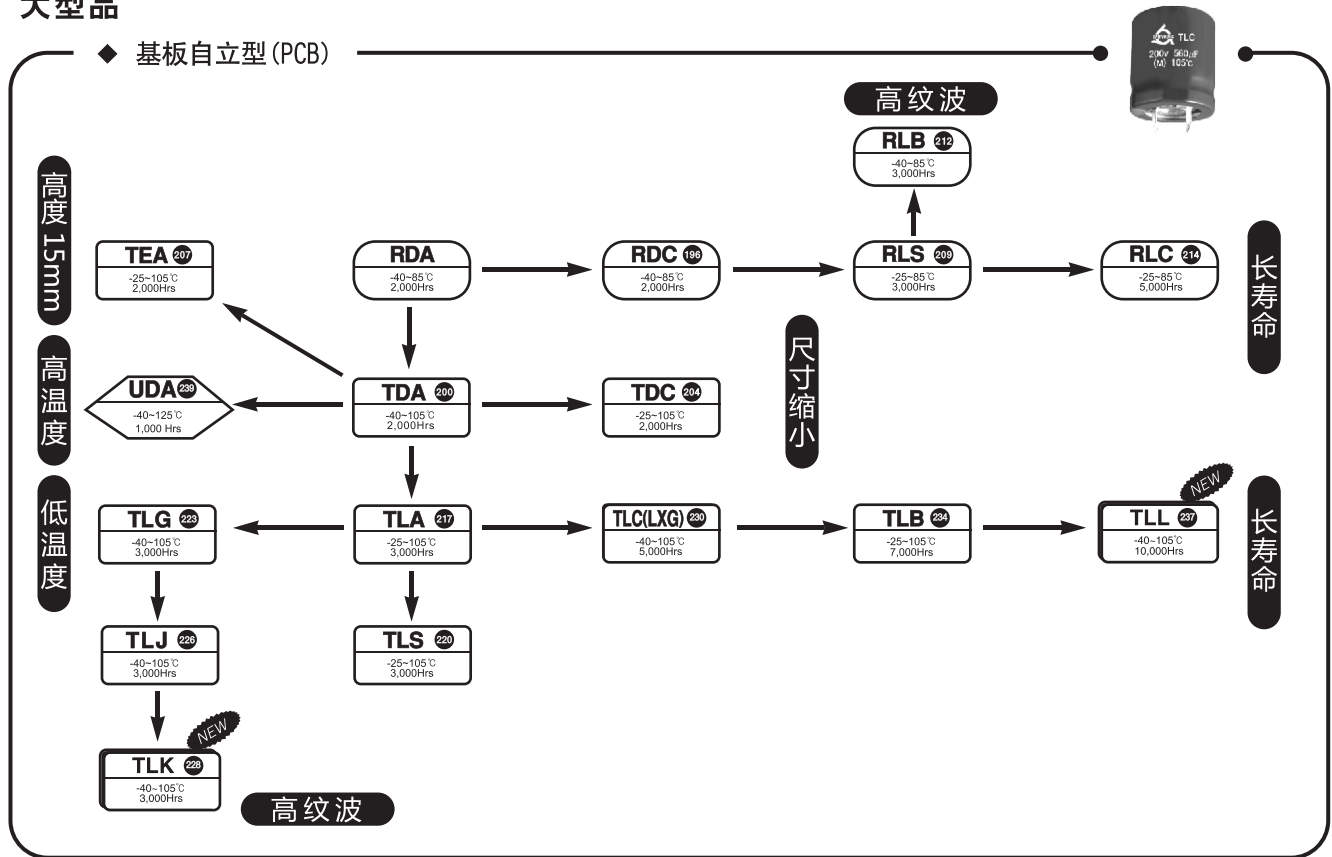 大型品
◆ 基板自立型(PCB)
TLC
200v 560μF
(M) 105℃
高纹波
RLB 212
-40~85℃
3,000Hrs
高度 15mm
TEA 207
-25~105℃
2,000Hrs
RDA
-40~85℃
2,000Hrs
RDC 196
-40~85℃
2,000Hrs
RLS 209
-25~85℃
3,000Hrs
RLC 214
-25~85℃
5,000Hrs
长寿命
高温度
UDA 239
-40~125℃
1,000 Hrs
TDA 200
-40~105℃
2,000Hrs
TDC 204
-25~105℃
2,000Hrs
尺寸缩小
低温度
TLG 223
-40~105℃
3,000Hrs
TLA 217
-25~105℃
3,000Hrs
TLC(LXG) 230
-40~105℃
5,000Hrs
TLB 234
-25~105℃
7,000Hrs
NEW
TLL 237
-40~105℃
10,000Hrs
长寿命
TLJ 226
-40~105℃
3,000Hrs
TLS 220
-25~105℃
3,000Hrs
NEW
TLK 228
-40~105℃
3,000Hrs
高纹波